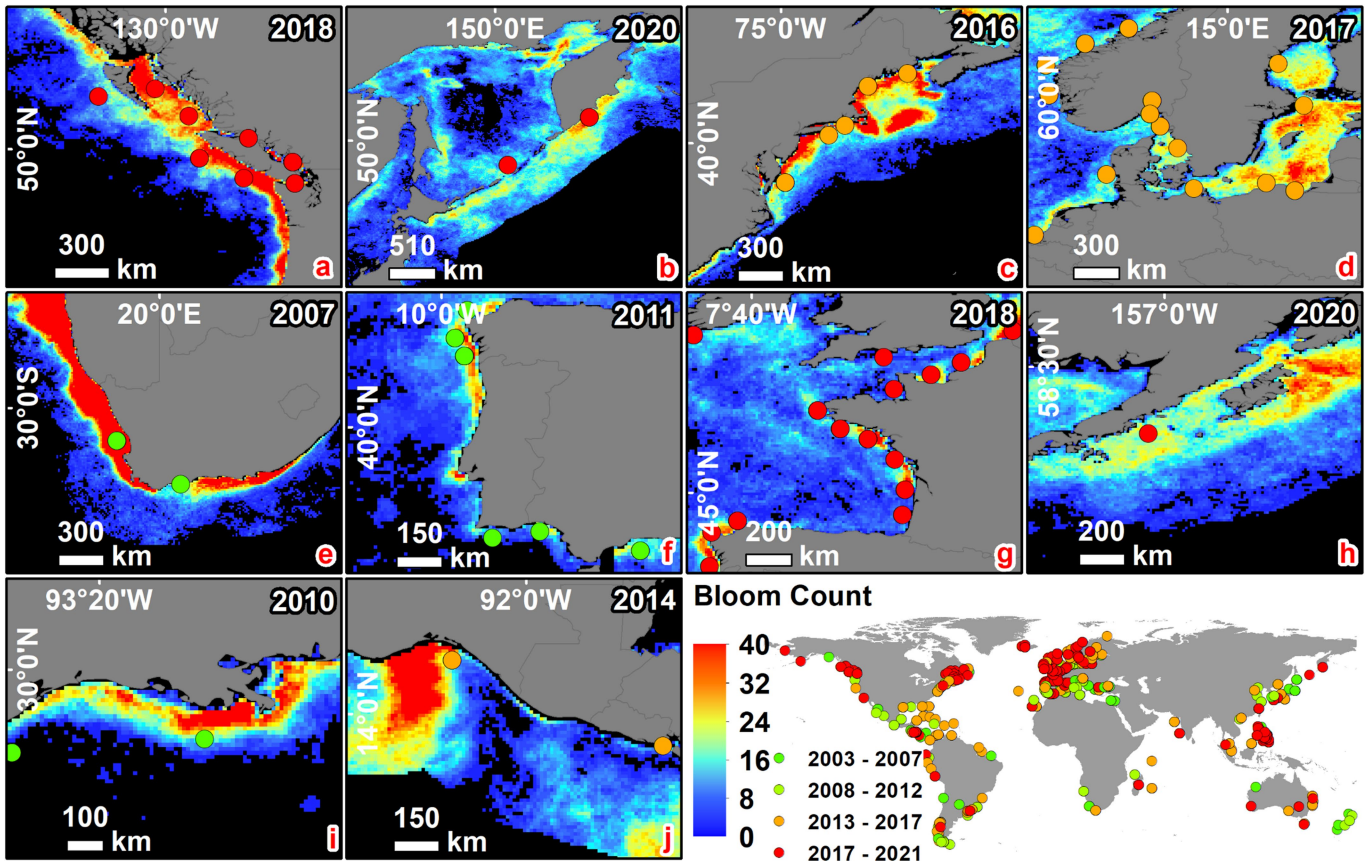 130°0'W 2018
50°0'N
300 km a
150°0'E 2020
50°0'N
510 km b
75°0'W 2016
40°0'N
300 km c
15°0'E 2017
60°0'N
300 km d
20°0'E 2007
30°0'S
300 km e
10°0'W 2011
40°0'N
150 km f
7°40'W 2018
45°0'N
200 km g
157°0'W 2020
58°30'N
200 km h
93°20'W 2010
30°0'N
100 km i
92°0'W 2014
14°0'N
150 km j
Bloom Count
40
32
24
16
8
0
2003 - 2007
2008 - 2012
2013 - 2017
2017 - 2021